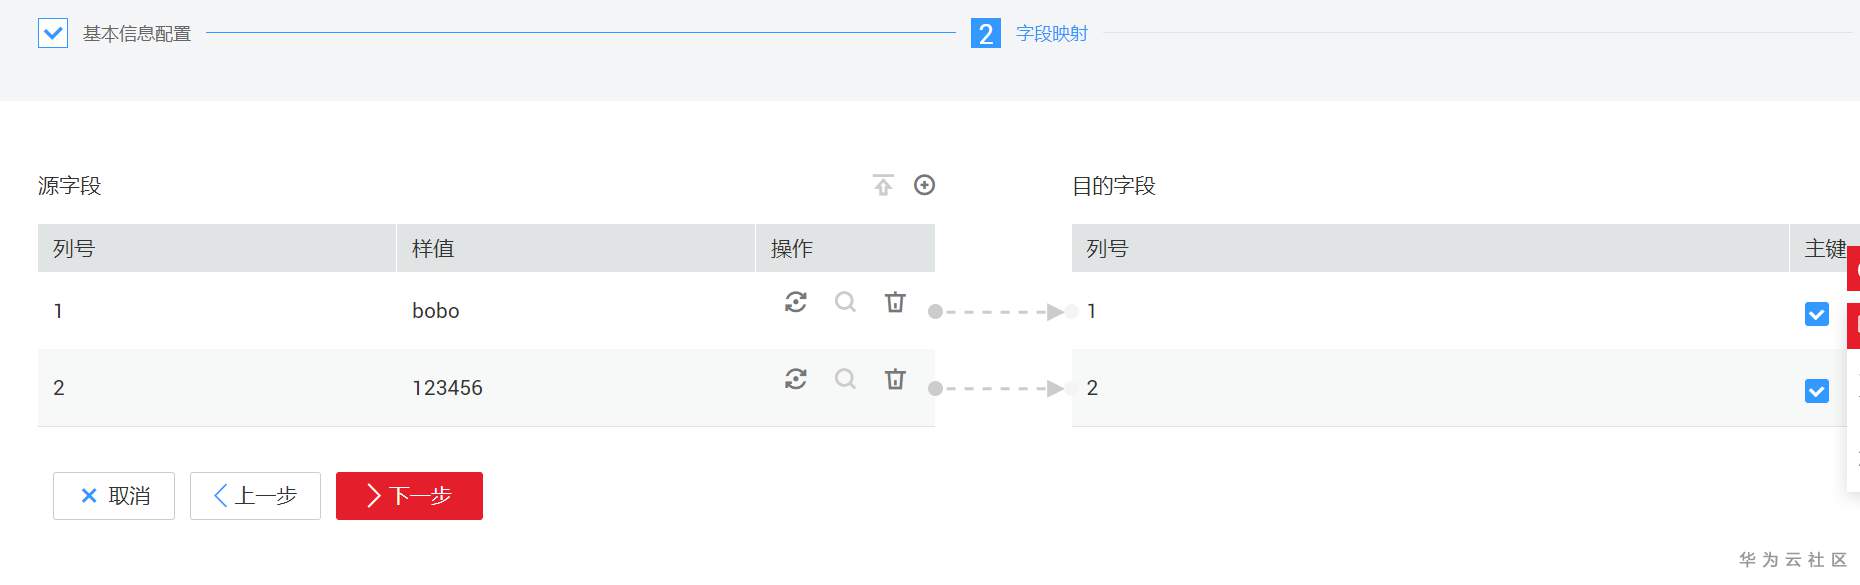 基本信息配置
2 字段映射
源字段
目的字段
列号 样值 操作 列号 主键
1 bobo 1
2 123456 2
取消 上一步 下一步
华为云社区